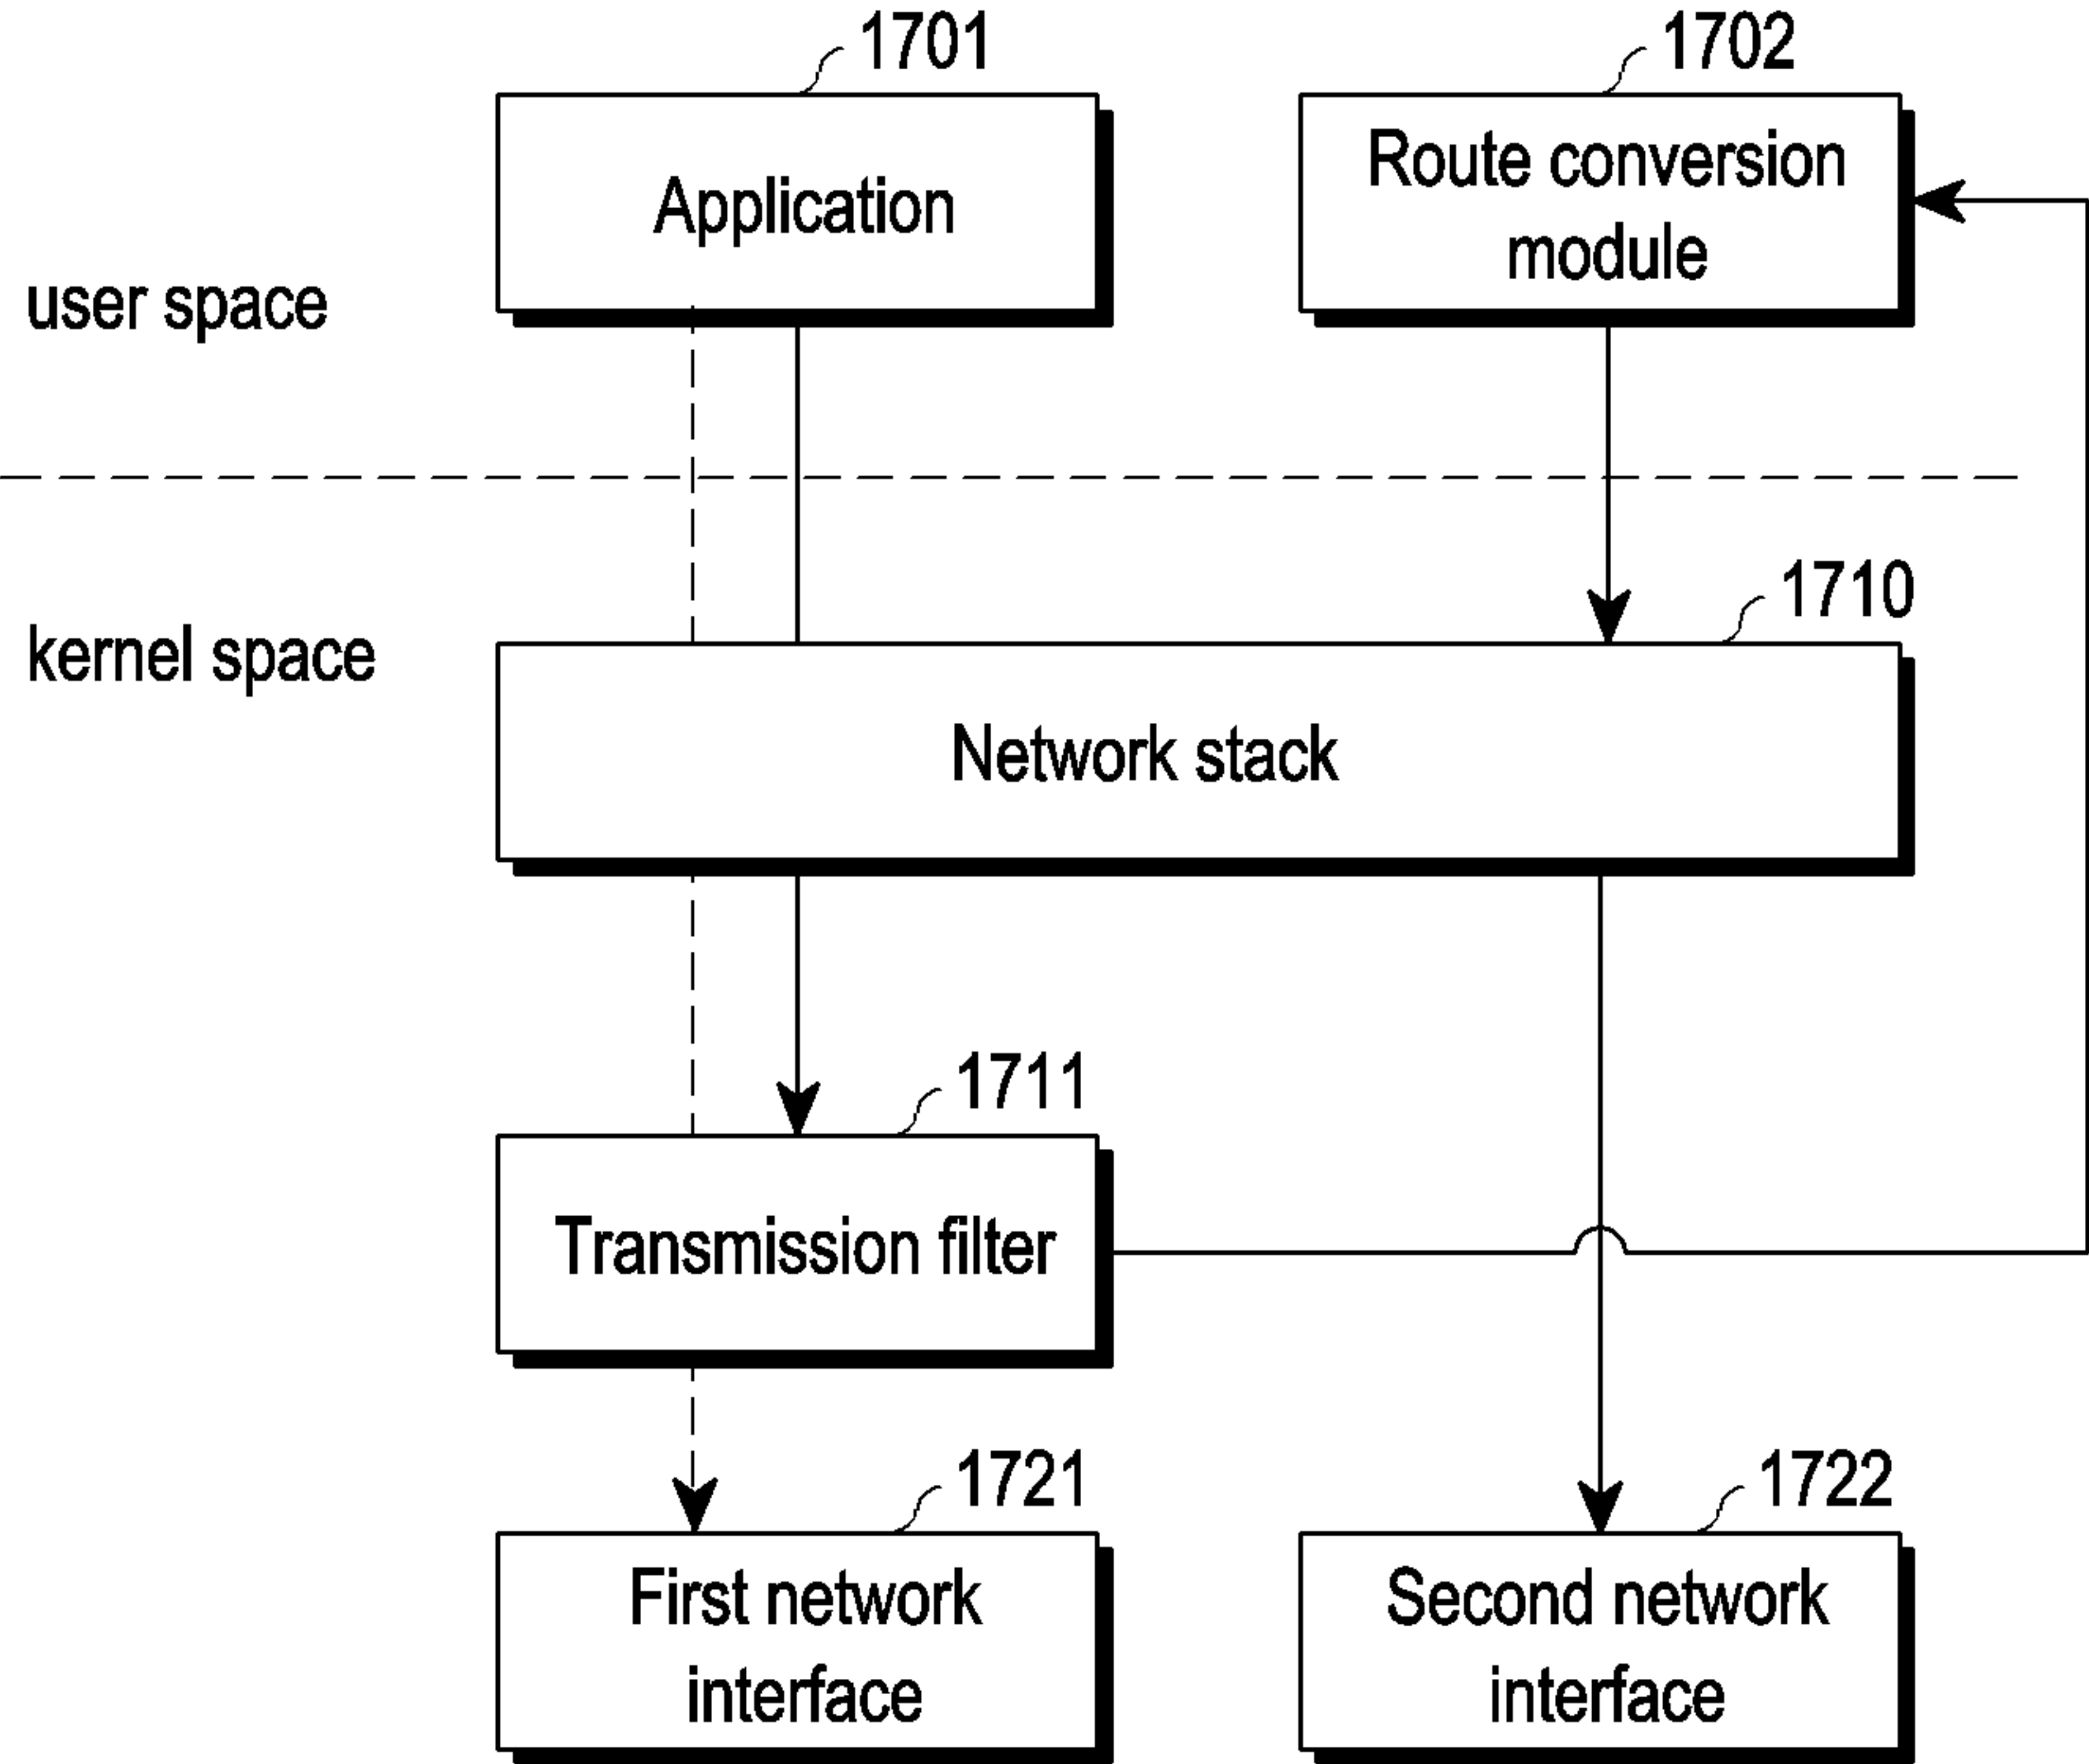 1701
1702
Application
Route conversion
module
user space
kernel space
1710
Network stack
1711
Transmission filter
1721
1722
First network
interface
Second network
interface